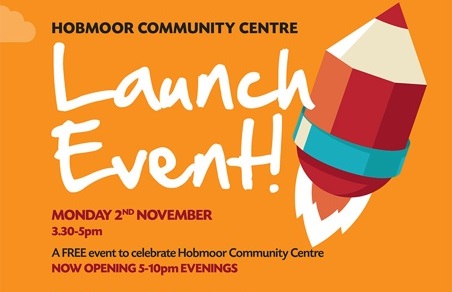 HOBMOOR COMMUNITY CENTRE
Launch
Event!
MONDAY 2ND NOVEMBER
3.30-5pm
A FREE event to celebrate Hobmoor Community Centre
NOW OPENING 5-10pm EVENINGS